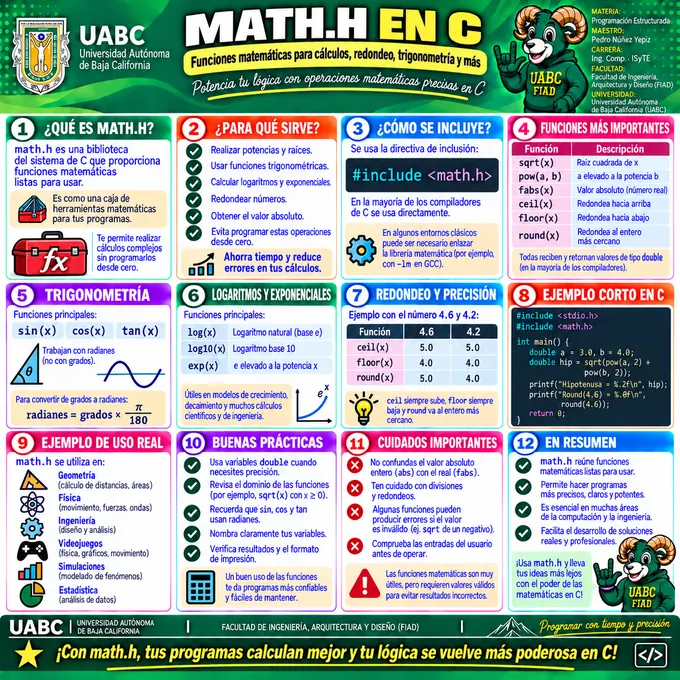 UABC
Universidad Autónoma
de Baja California
MATH.H EN C
Funciones matemáticas para cálculos, redondeo, trigonometría y más
Potencia tu lógica con operaciones matemáticas precisas en C
UABC
FIAD
MATERIA:
Programación Estructurada
MAESTRO:
Pedro Núñez Yepiz
CARRERA:
Ing. Comp. - ISyTE
FACULTAD:
Facultad de Ingeniería,
Arquitectura y Diseño (FIAD)
UNIVERSIDAD:
Universidad Autónoma
de Baja California (UABC)
1 ¿QUÉ ES MATH.H?
math.h es una biblioteca
del sistema de C que proporciona
funciones matemáticas
listas para usar.
Es como una caja de
herramientas matemáticas
para tus programas.
fx
Te permite realizar
cálculos complejos
sin programarlos
desde cero.
2 ¿PARA QUÉ SIRVE?
Realizar potencias y raíces.
Usar funciones trigonométricas.
Calcular logaritmos y exponenciales.
Redondear números.
Obtener el valor absoluto.
Evita programar estas operaciones
desde cero.
Ahorra tiempo y reduce
errores en tus cálculos.
3 ¿CÓMO SE INCLUYE?
Se usa la directiva de inclusión:
#include <math.h>
En la mayoría de los compiladores
de C se usa directamente.
En algunos entornos clásicos
puede ser necesario enlazar
la librería matemática (por ejemplo,
con -lm en GCC).
4 FUNCIONES MÁS IMPORTANTES
Función Descripción
sqrt(x) Raíz cuadrada de x
pow(a, b) a elevado a la potencia b
fabs(x) Valor absoluto (número real)
ceil(x) Redondea hacia arriba
floor(x) Redondea hacia abajo
round(x) Redondea al entero
más cercano
Todas reciben y retornan valores de tipo double
(en la mayoría de los compiladores).
5 TRIGONOMETRÍA
Funciones principales:
sin(x) cos(x) tan(x)
θ
Trabajan con radianes
(no con grados).
Para convertir de grados a radianes:
radianes = grados × π
180
6 LOGARITMOS Y EXPONENCIALES
Funciones principales:
log(x) Logaritmo natural (base e)
log10(x) Logaritmo base 10
exp(x) e elevado a la potencia x
Útiles en modelos de crecimiento,
decaimiento y muchos cálculos
científicos y de ingeniería.
eˣ
7 REDONDEO Y PRECISIÓN
Ejemplo con el número 4.6 y 4.2:
Función 4.6 4.2
ceil(x) 5.0 5.0
floor(x) 4.0 4.0
round(x) 5.0 4.0
ceil siempre sube, floor siempre
baja y round va al entero más
cercano.
8 EJEMPLO CORTO EN C
#include <stdio.h>
#include <math.h>
int main() {
double a = 3.0, b = 4.0;
double hip = sqrt(pow(a, 2) +
pow(b, 2));
printf("Hipotenusa = %.2f\n", hip);
printf("Round(4.6) = %.0f\n",
round(4.6));
return 0;
}
9 EJEMPLO DE USO REAL
math.h se utiliza en:
Geometría
(cálculo de distancias, áreas)
Física
(movimiento, fuerzas, ondas)
Ingeniería
(diseño y análisis)
Videojuegos
(física, gráficos, movimiento)
Simulaciones
(modelado de fenómenos)
Estadística
(análisis de datos)
10 BUENAS PRÁCTICAS
Usa variables double cuando
necesites precisión.
Revisa el dominio de las funciones
(por ejemplo, sqrt(x) con x ≥ 0).
Recuerda que sin, cos y tan
usan radianes.
Nombra claramente tus variables.
Verifica resultados y el formato
de impresión.
Un buen uso de las funciones
te da programas más confiables
y fáciles de mantener.
11 CUIDADOS IMPORTANTES
No confundas el valor absoluto
entero (abs) con el real (fabs).
Ten cuidado con divisiones
y redondeos.
Algunas funciones pueden
producir errores si el valor
es inválido (ej. sqrt de un negativo).
Comprueba las entradas del usuario
antes de operar.
Las funciones matemáticas son muy
útiles, pero requieren valores válidos
para evitar resultados incorrectos.
12 EN RESUMEN
math.h reúne funciones
matemáticas listas para usar.
Permite hacer programas
más precisos, claros y potentes.
Es esencial en muchas áreas
de la computación y la ingeniería.
Facilita el desarrollo de soluciones
reales y profesionales.
¡Usa math.h y lleva
tus ideas más lejos
con el poder de las
matemáticas en C!
UABC
FIAD
UABC
UNIVERSIDAD AUTÓNOMA
DE BAJA CALIFORNIA
FACULTAD DE INGENIERÍA, ARQUITECTURA Y DISEÑO (FIAD)
Programar con tiempo y precisión
¡Con math.h, tus programas calculan mejor y tu lógica se vuelve más poderosa en C!
</>